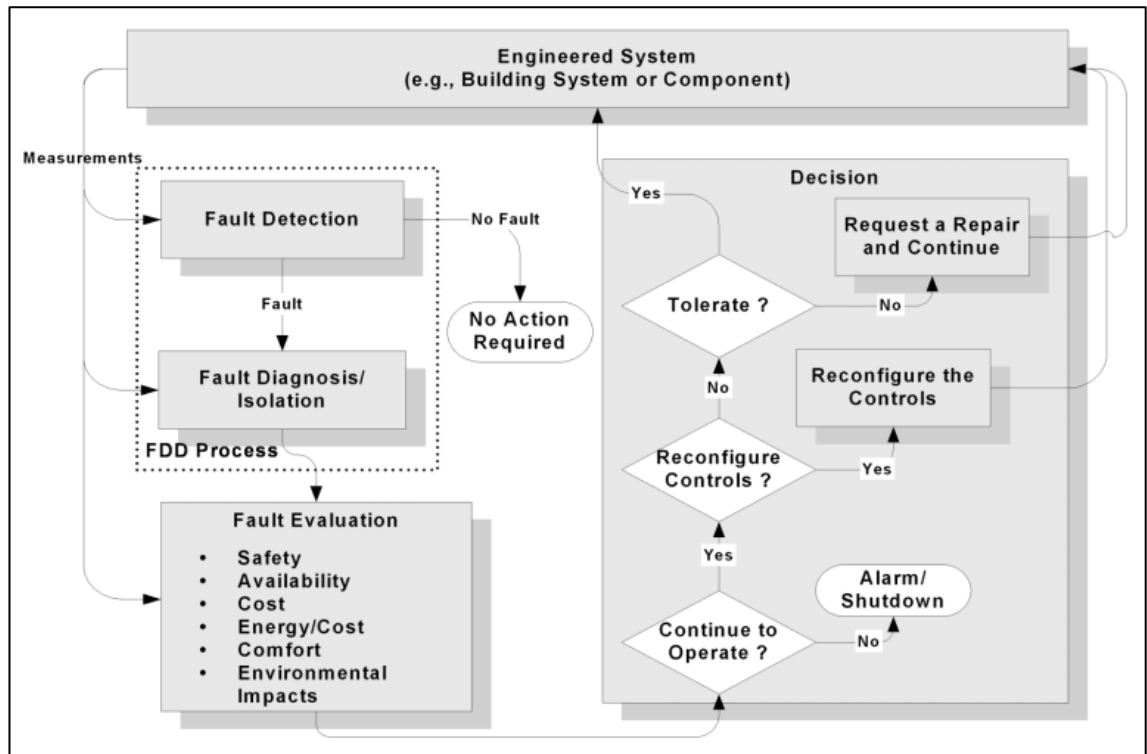 Engineered System
(e.g., Building System or Component)
Measurements
Fault Detection
No Fault
Fault
No Action
Required
Fault Diagnosis/
Isolation
FDD Process
Fault Evaluation
• Safety
• Availability
• Cost
• Energy/Cost
• Comfort
• Environmental
Impacts
Decision
Yes
Request a Repair
and Continue
Tolerate ?
No
No
Reconfigure the
Controls
Reconfigure
Controls ?
Yes
Yes
Alarm/
Shutdown
Continue to
Operate ?
No